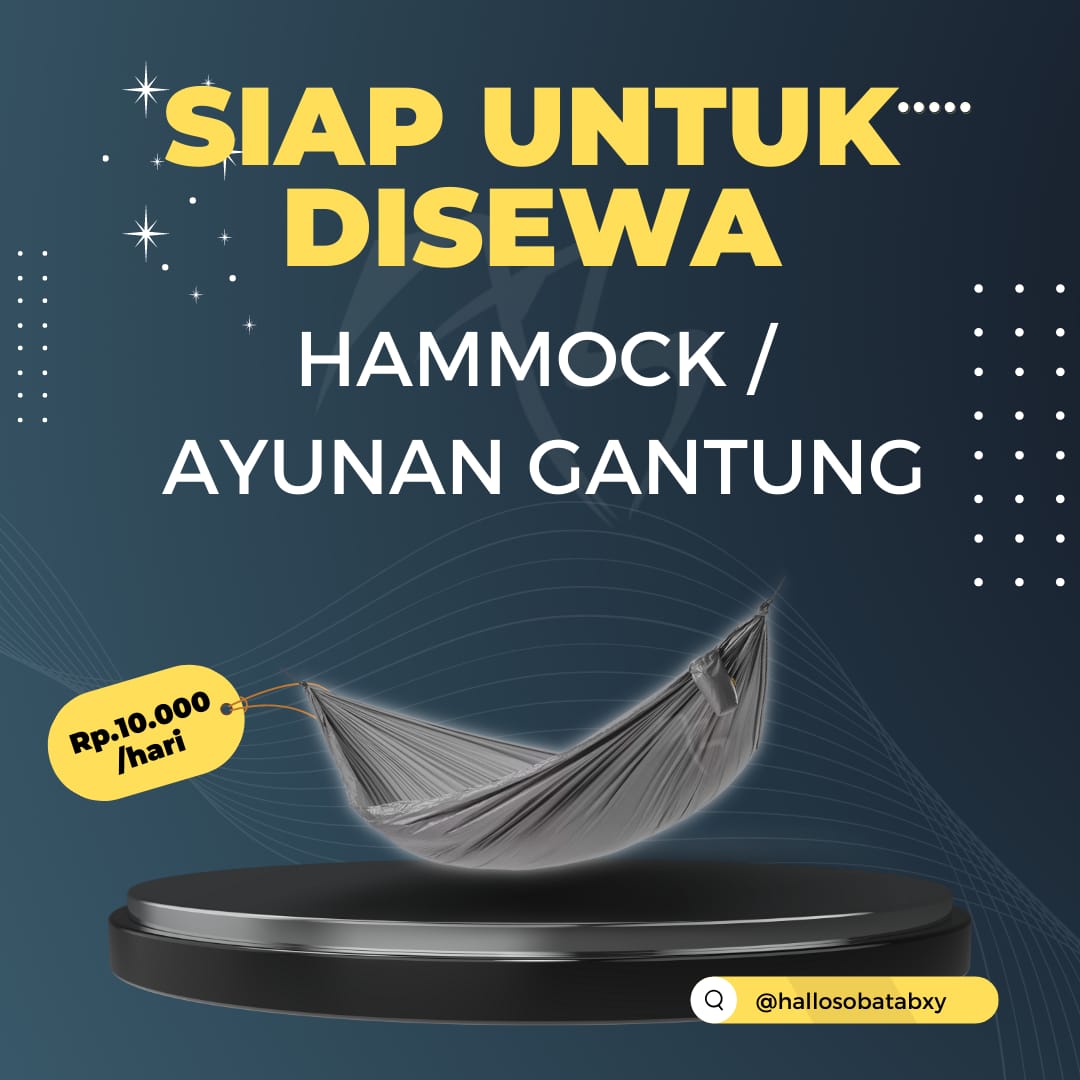 SIAP UNTUK
DISEWA
HAMMOCK /
AYUNAN GANTUNG
Rp.10.000
/hari
@hallosobatabxy